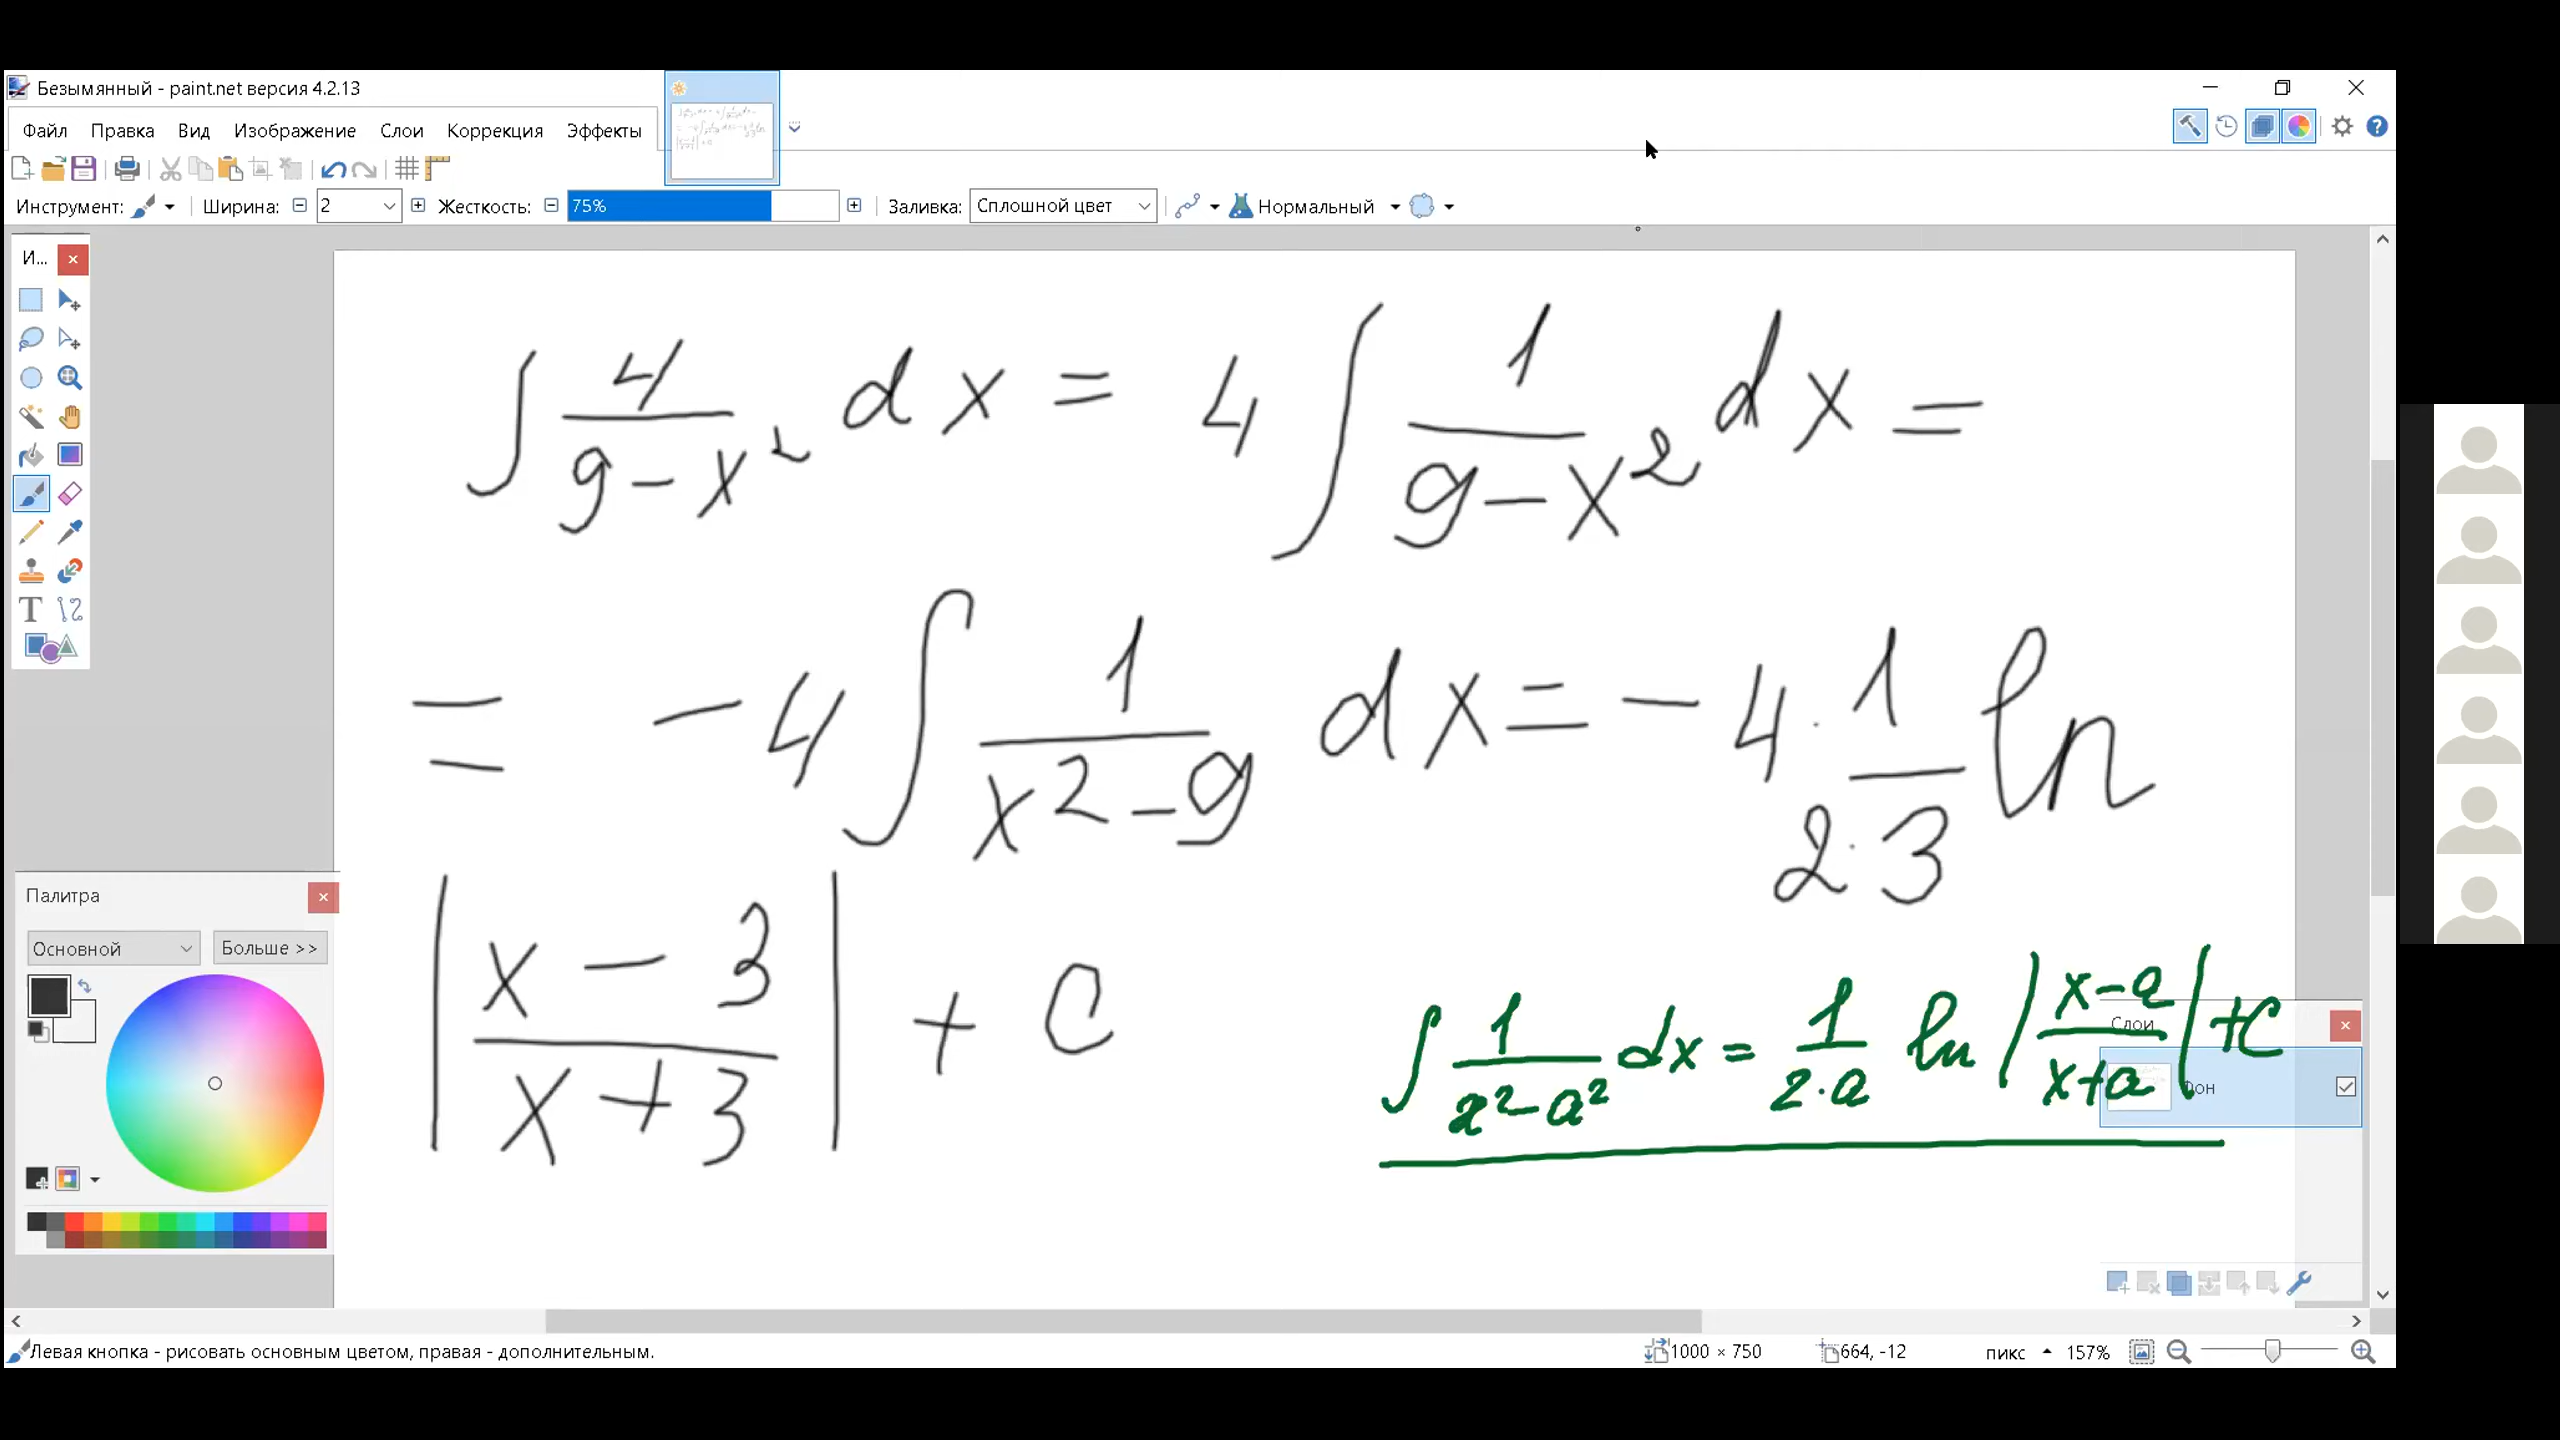 Безымянный - paint.net версия 4.2.13
Файл Правка Вид Изображение Слои Коррекция Эффекты
Инструмент: Ширина: 2 Жесткость: 75% Заливка: Сплошной цвет Нормальный
И...
∫ 4/(9-x²) dx = 4 ∫ 1/(9-x²) dx =
= -4 ∫ 1/(x²-9) dx = -4 · 1/(2·3) ln
|(x-3)/(x+3)| + C
∫ 1/(x²-a²) dx = 1/(2·a) ln |(x-a)/(x+a)| + C
Палитра
Основной Больше >>
Слои
Фон
Левая кнопка - рисовать основным цветом, правая - дополнительным.
1000 × 750 664, -12 пикс 157%